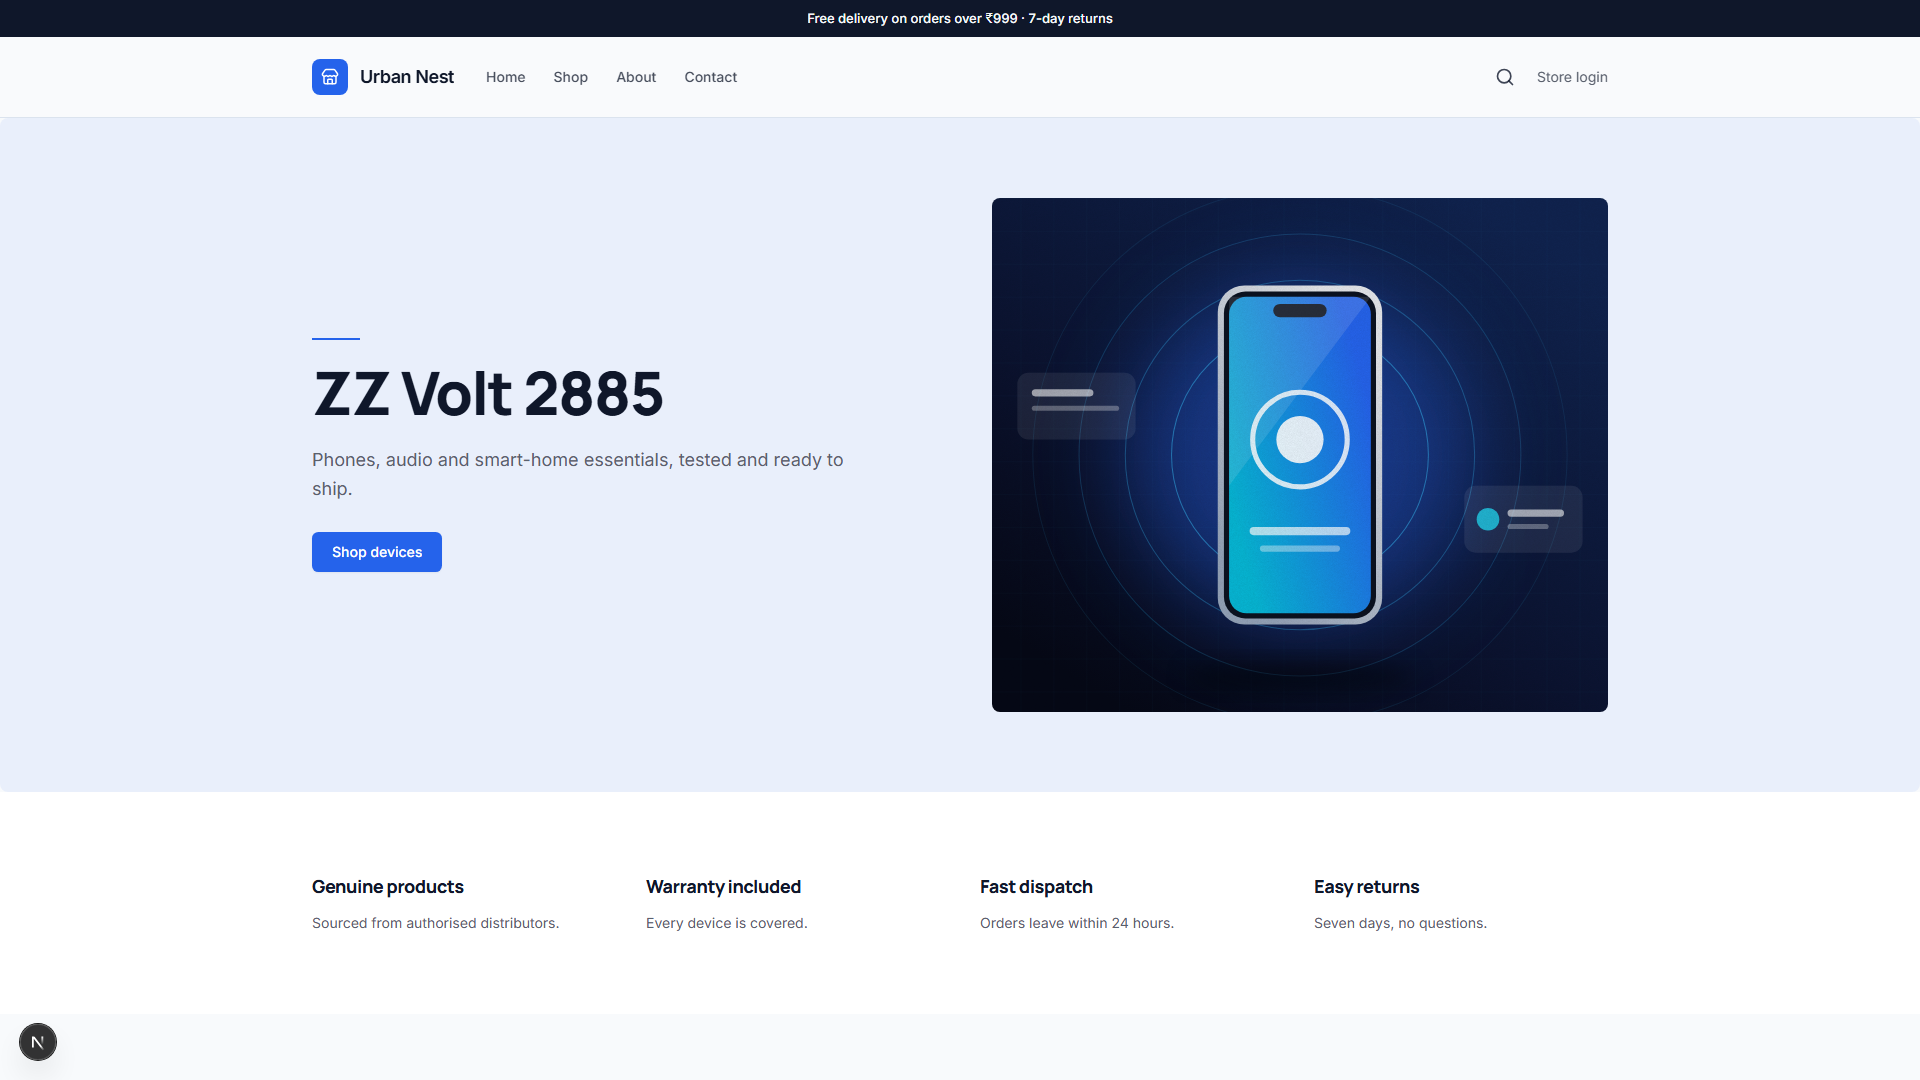 Free delivery on orders over ₹999 · 7-day returns
Urban Nest
Home
Shop
About
Contact
Store login
ZZ Volt 2885
Phones, audio and smart-home essentials, tested and ready to
ship.
Shop devices
Genuine products
Sourced from authorised distributors.
Warranty included
Every device is covered.
Fast dispatch
Orders leave within 24 hours.
Easy returns
Seven days, no questions.
N